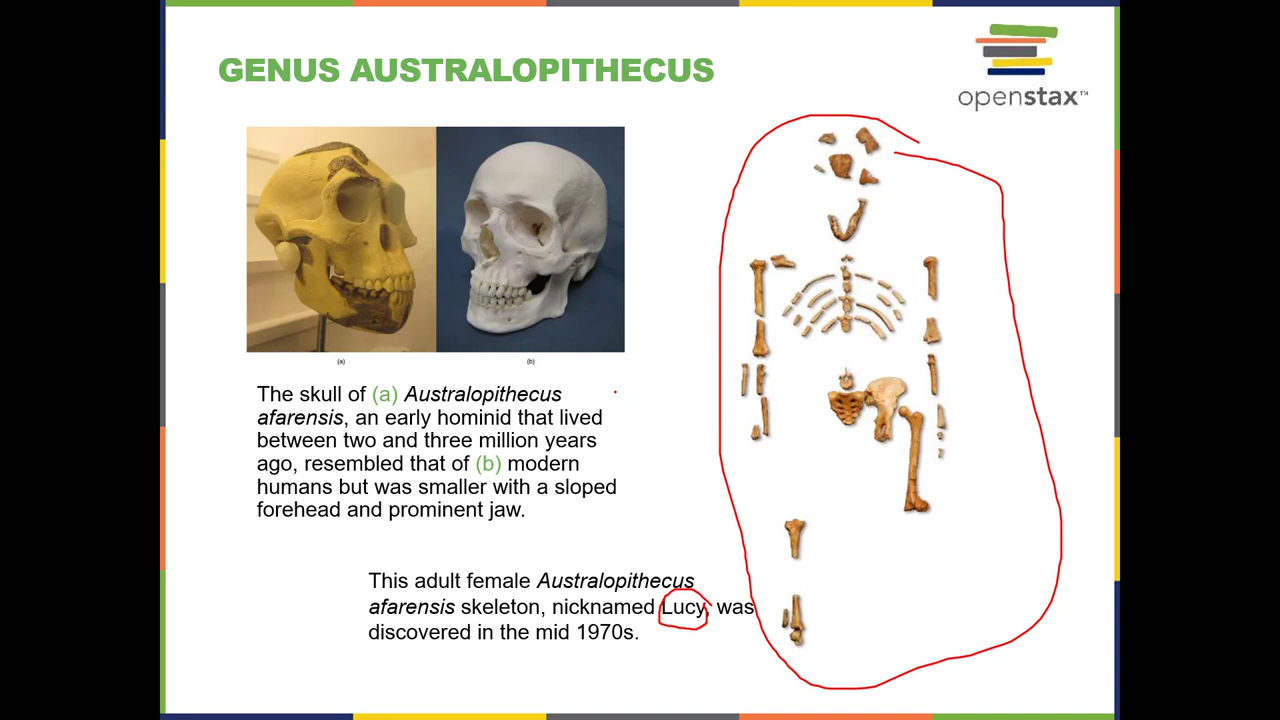 GENUS AUSTRALOPITHECUS
openstax™
(a)
(b)
The skull of (a) Australopithecus
afarensis, an early hominid that lived
between two and three million years
ago, resembled that of (b) modern
humans but was smaller with a sloped
forehead and prominent jaw.
This adult female Australopithecus
afarensis skeleton, nicknamed Lucy, was
discovered in the mid 1970s.